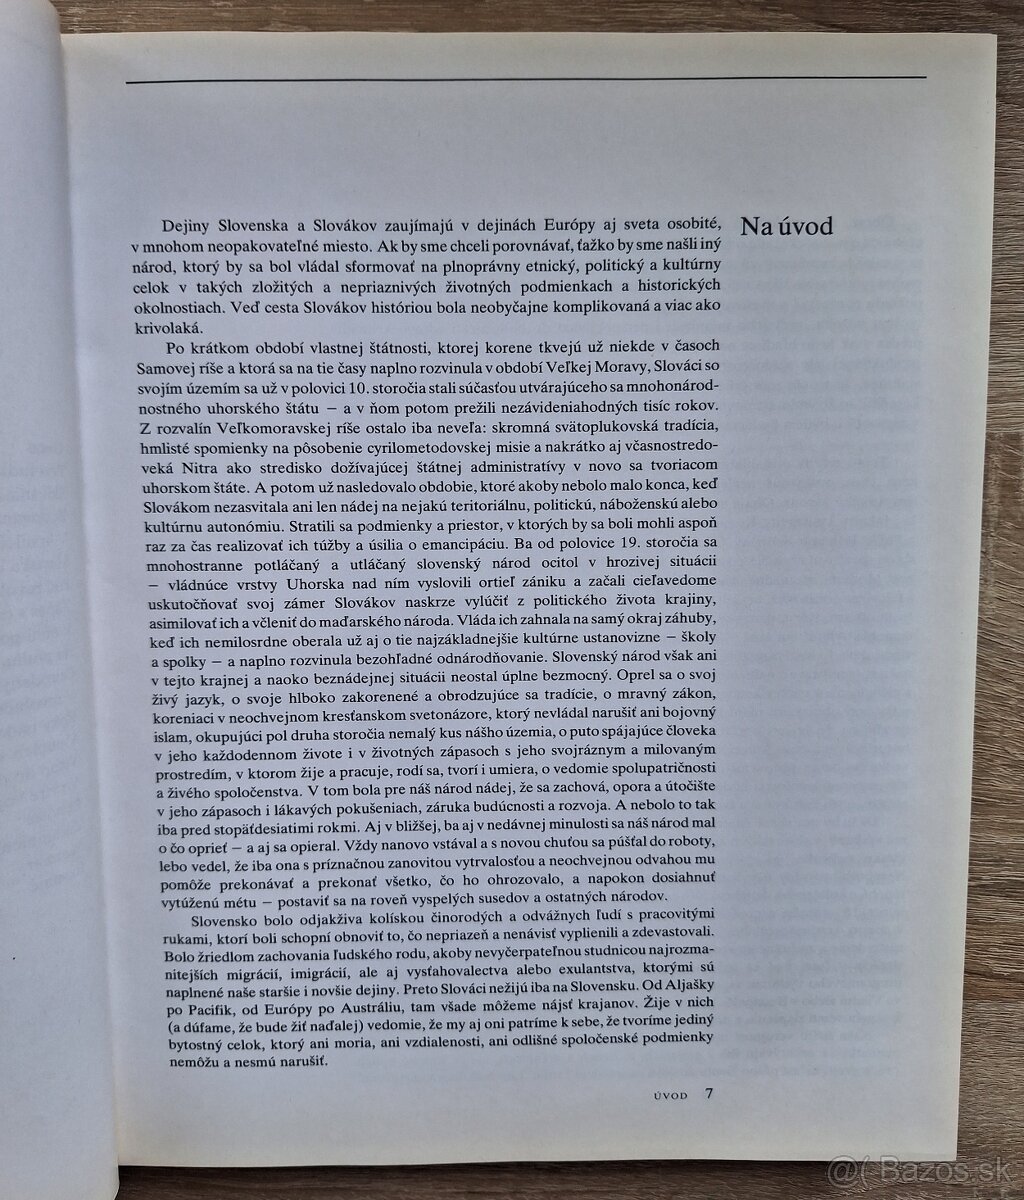 Na úvod
Dejiny Slovenska a Slovákov zaujímajú v dejinách Európy aj sveta osobité,
v mnohom neopakovateľné miesto. Ak by sme chceli porovnávať, ťažko by sme našli iný
národ, ktorý by sa bol vládal sformovať na plnoprávny etnický, politický a kultúrny
celok v takých zložitých a nepriaznivých životných podmienkach a historických
okolnostiach. Veď cesta Slovákov históriou bola neobyčajne komplikovaná a viac ako
krivolaká.
Po krátkom období vlastnej štátnosti, ktorej korene tkvejú už niekde v časoch
Samovej ríše a ktorá sa na tie časy naplno rozvinula v období Veľkej Moravy, Slováci so
svojím územím sa už v polovici 10. storočia stali súčasťou utvárajúceho sa mnohonárod-
nostného uhorského štátu – a v ňom potom prežili nezávideniahodných tisíc rokov.
Z rozvalín Veľkomoravskej ríše ostalo iba neveľa: skromná svätoplukovská tradícia,
hmlisté spomienky na pôsobenie cyrilometodovskej misie a nakrátko aj včasnostredo-
veká Nitra ako stredisko dožívajúcej štátnej administratívy v novo sa tvoriacom
uhorskom štáte. A potom už nasledovalo obdobie, ktoré akoby nebolo malo konca, keď
Slovákom nezasvitala ani len nádej na nejakú teritoriálnu, politickú, náboženskú alebo
kultúrnu autonómiu. Stratili sa podmienky a priestor, v ktorých by sa boli mohli aspoň
raz za čas realizovať ich túžby a úsilia o emancipáciu. Ba od polovice 19. storočia sa
mnohostranne potláčaný a utláčaný slovenský národ ocitol v hrozivej situácii
– vládnúce vrstvy Uhorska nad ním vyslovili ortieľ zániku a začali cieľavedome
uskutočňovať svoj zámer Slovákov naskrze vylúčiť z politického života krajiny,
asimilovať ich a včleniť do maďarského národa. Vláda ich zahnala na samý okraj záhuby,
keď ich nemilosrdne oberala už aj o tie najzákladnejšie kultúrne ustanovizne – školy
a spolky – a naplno rozvinula bezohľadné odnárodňovanie. Slovenský národ však ani
v tejto krajnej a naoko beznádejnej situácii neostal úplne bezmocný. Oprel sa o svoj
živý jazyk, o svoje hlboko zakorenené a obrodzujúce sa tradície, o mravný zákon,
koreniaci v neochvejnom kresťanskom svetonázore, ktorý nevládal narušiť ani bojovný
islam, okupujúci pol druha storočia nemalý kus nášho územia, o puto spájajúce človeka
v jeho každodennom živote i v životných zápasoch s jeho svojráznym a milovaným
prostredím, v ktorom žije a pracuje, rodí sa, tvorí i umiera, o vedomie spolupatričnosti
a živého spoločenstva. V tom bola pre náš národ nádej, že sa zachová, opora a útočište
v jeho zápasoch i lákavých pokušeniach, záruka budúcnosti a rozvoja. A nebolo to tak
iba pred stopäťdesiatimi rokmi. Aj v bližšej, ba aj v nedávnej minulosti sa náš národ mal
o čo oprieť – a aj sa opieral. Vždy nanovo vstával a s novou chuťou sa púšťal do roboty,
lebo vedel, že iba ona s príznačnou zanovitou vytrvalosťou a neochvejnou odvahou mu
pomôže prekonávať a prekonať všetko, čo ho ohrozovalo, a napokon dosiahnuť
vytúženú métu – postaviť sa na roveň vyspelých susedov a ostatných národov.
Slovensko bolo odjakživa kolískou činorodých a odvážnych ľudí s pracovitými
rukami, ktorí boli schopní obnoviť to, čo nepriazeň a nenávisť vyplienili a zdevastovali.
Bolo žriedlom zachovania ľudského rodu, akoby nevyčerpateľnou studnicou najrozma-
nitejších migrácií, imigrácií, ale aj vysťahovalectva alebo exulantstva, ktorými sú
naplnené naše staršie i novšie dejiny. Preto Slováci nežijú iba na Slovensku. Od Aljašky
po Pacifik, od Európy po Austráliu, tam všade môžeme nájsť krajanov. Žije v nich
(a dúfame, že bude žiť naďalej) vedomie, že my aj oni patríme k sebe, že tvoríme jediný
bytostný celok, ktorý ani moria, ani vzdialenosti, ani odlišné spoločenské podmienky
nemôžu a nesmú narušiť.
ÚVOD 7
@( Bazos.sk